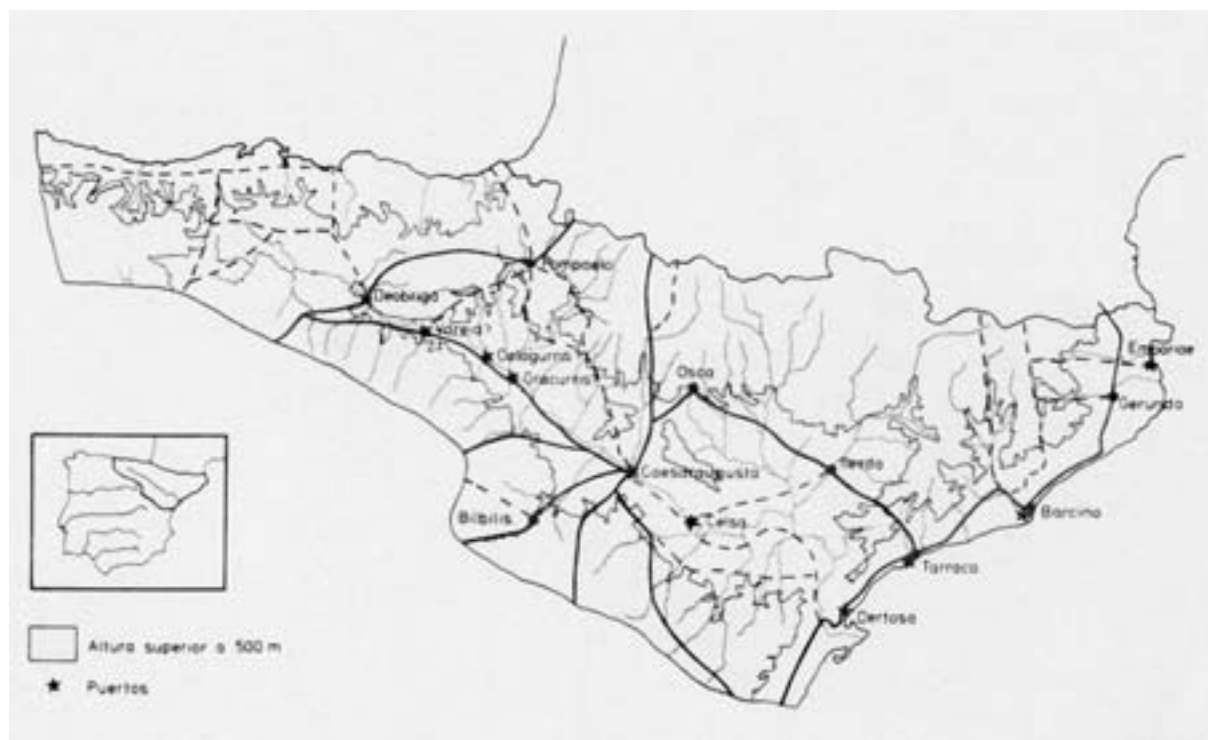 Pompaelo
Deobriga
Vareia?
Calagurris?
Gracurris?
Osca
Emporiae
Gerunda
Caesaraugusta
Ilerda
Bilbilis
Celsa
Barcino
Tarraco
Dertosa
Altura superior a 500 m
Puertos